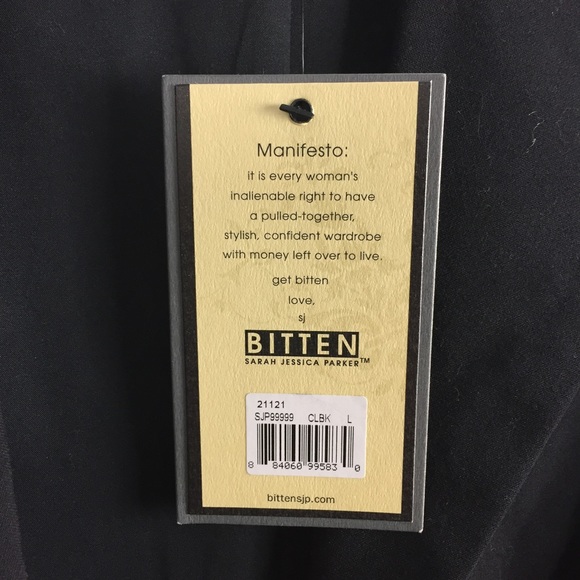 Manifesto:
it is every woman's
inalienable right to have
a pulled-together,
stylish, confident wardrobe
with money left over to live.
get bitten
love,
sj
BITTEN
SARAH JESSICA PARKER™
21121
SJP99999 CLBK L
8 84060 99583 0
bittensjp.com